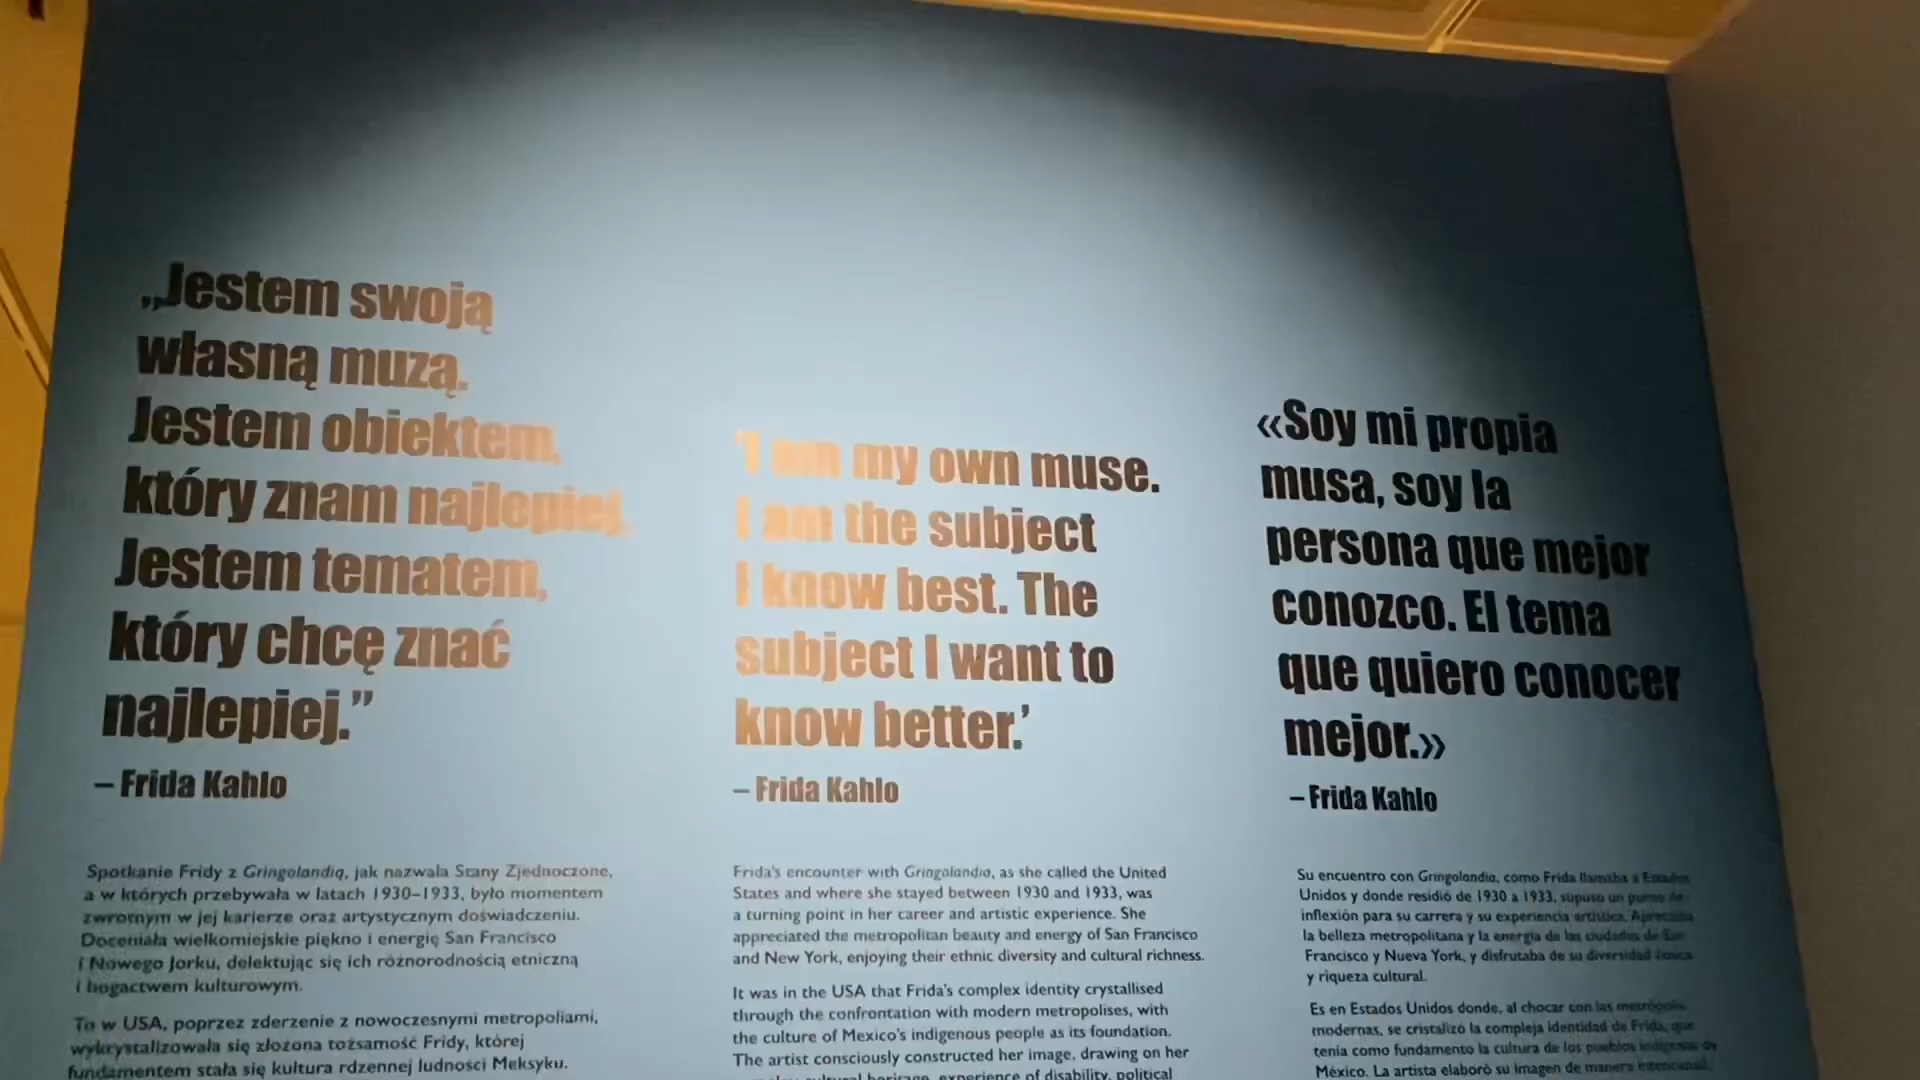 „Jestem swoją
własną muzą.
Jestem obiektem,
który znam najlepiej.
Jestem tematem,
który chcę znać
najlepiej.”
– Frida Kahlo
Spotkanie Fridy z Gringolandią, jak nazwała Stany Zjednoczone,
a w których przebywała w latach 1930–1933, było momentem
zwrotnym w jej karierze oraz artystycznym doświadczeniu.
Doceniała wielkomiejskie piękno i energię San Francisco
i Nowego Jorku, delektując się ich różnorodnością etniczną
i bogactwem kulturowym.
To w USA, poprzez zderzenie z nowoczesnymi metropoliami,
wykrystalizowała się złożona tożsamość Fridy, której
fundamentem stała się kultura rdzennej ludności Meksyku.
‘I am my own muse.
I am the subject
I know best. The
subject I want to
know better.’
– Frida Kahlo
Frida’s encounter with Gringolandia, as she called the United
States and where she stayed between 1930 and 1933, was
a turning point in her career and artistic experience. She
appreciated the metropolitan beauty and energy of San Francisco
and New York, enjoying their ethnic diversity and cultural richness.
It was in the USA that Frida’s complex identity crystallised
through the confrontation with modern metropolises, with
the culture of Mexico’s indigenous people as its foundation.
The artist consciously constructed her image, drawing on her
cultural heritage, experience of disability, political
«Soy mi propia
musa, soy la
persona que mejor
conozco. El tema
que quiero conocer
mejor.»
– Frida Kahlo
Su encuentro con Gringolandia, como Frida llamaba a Estados
Unidos y donde residió de 1930 a 1933, supuso un punto de
inflexión para su carrera y su experiencia artística. Apreciaba
la belleza metropolitana y la energía de las ciudades de San
Francisco y Nueva York, y disfrutaba de su diversidad étnica
y riqueza cultural.
Es en Estados Unidos donde, al chocar con las metrópolis
modernas, se cristalizó la compleja identidad de Frida, que
tenía como fundamento la cultura de los pueblos indígenas de
México. La artista elaboró su imagen de manera intencional,